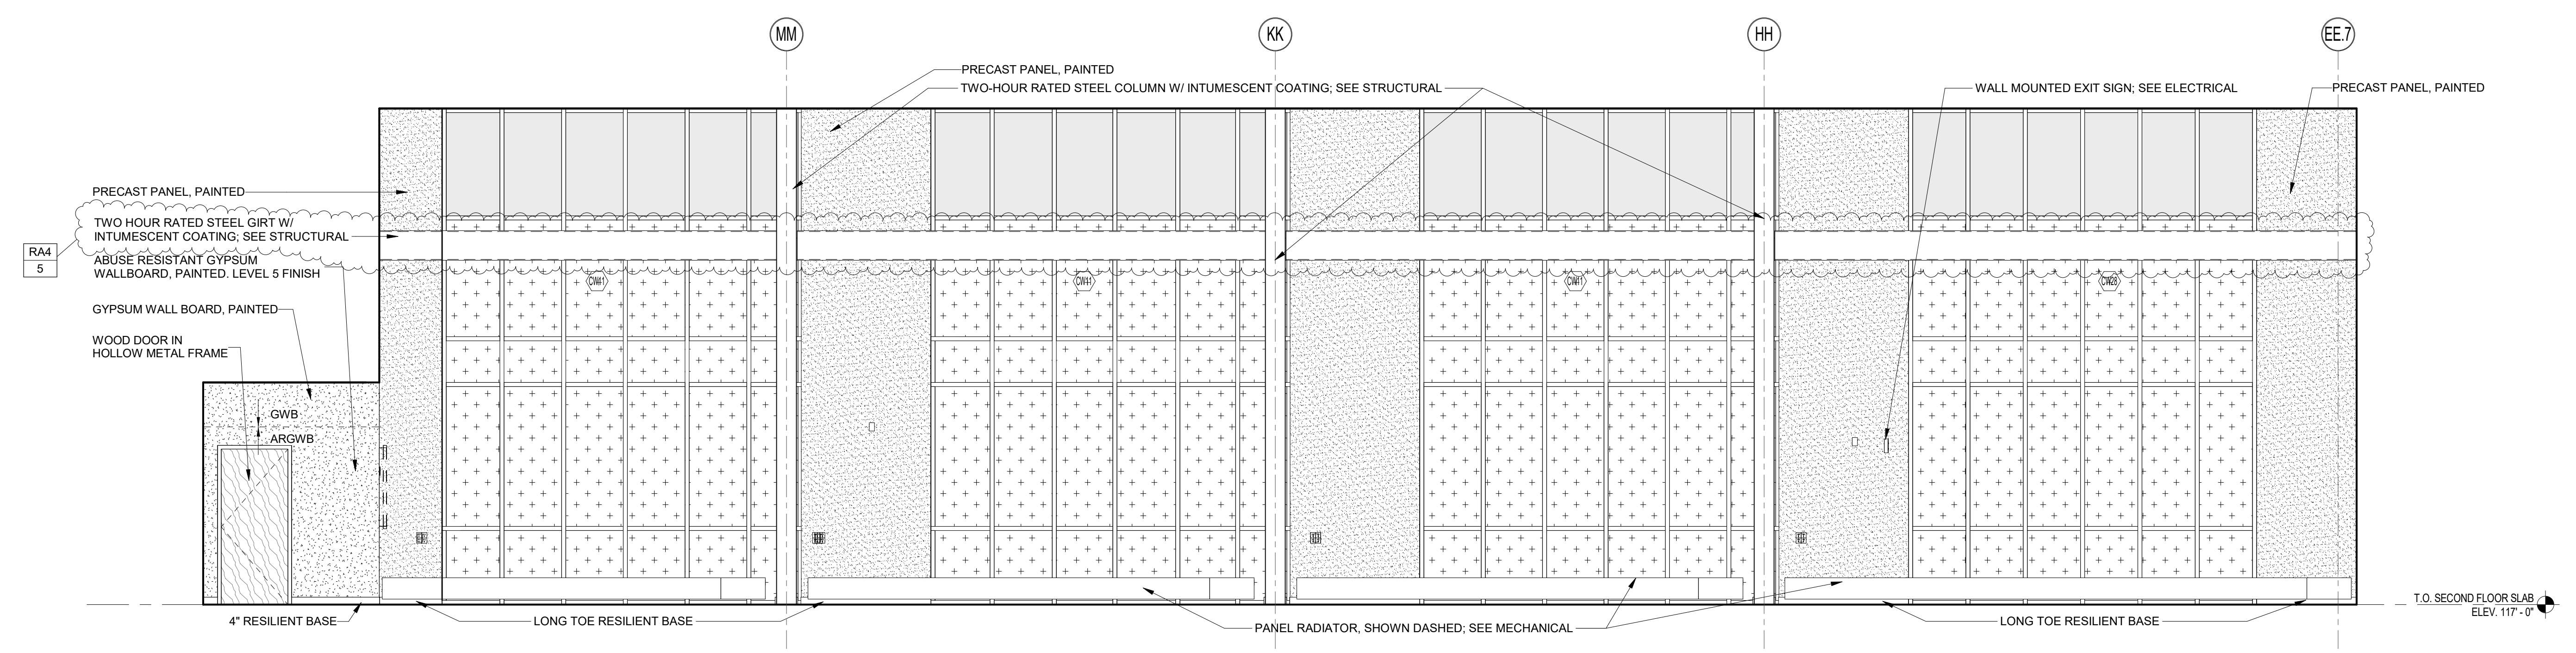 MM
KK
HH
EE.7
PRECAST PANEL, PAINTED
TWO-HOUR RATED STEEL COLUMN W/ INTUMESCENT COATING; SEE STRUCTURAL
WALL MOUNTED EXIT SIGN; SEE ELECTRICAL
PRECAST PANEL, PAINTED
PRECAST PANEL, PAINTED
TWO HOUR RATED STEEL GIRT W/
INTUMESCENT COATING; SEE STRUCTURAL
RA4
5
ABUSE RESISTANT GYPSUM
WALLBOARD, PAINTED. LEVEL 5 FINISH
CW41
CW41
CW28
GYPSUM WALL BOARD, PAINTED
WOOD DOOR IN
HOLLOW METAL FRAME
GWB
ARGWB
4" RESILIENT BASE
LONG TOE RESILIENT BASE
PANEL RADIATOR, SHOWN DASHED; SEE MECHANICAL
LONG TOE RESILIENT BASE
T.O. SECOND FLOOR SLAB
ELEV. 117' - 0"